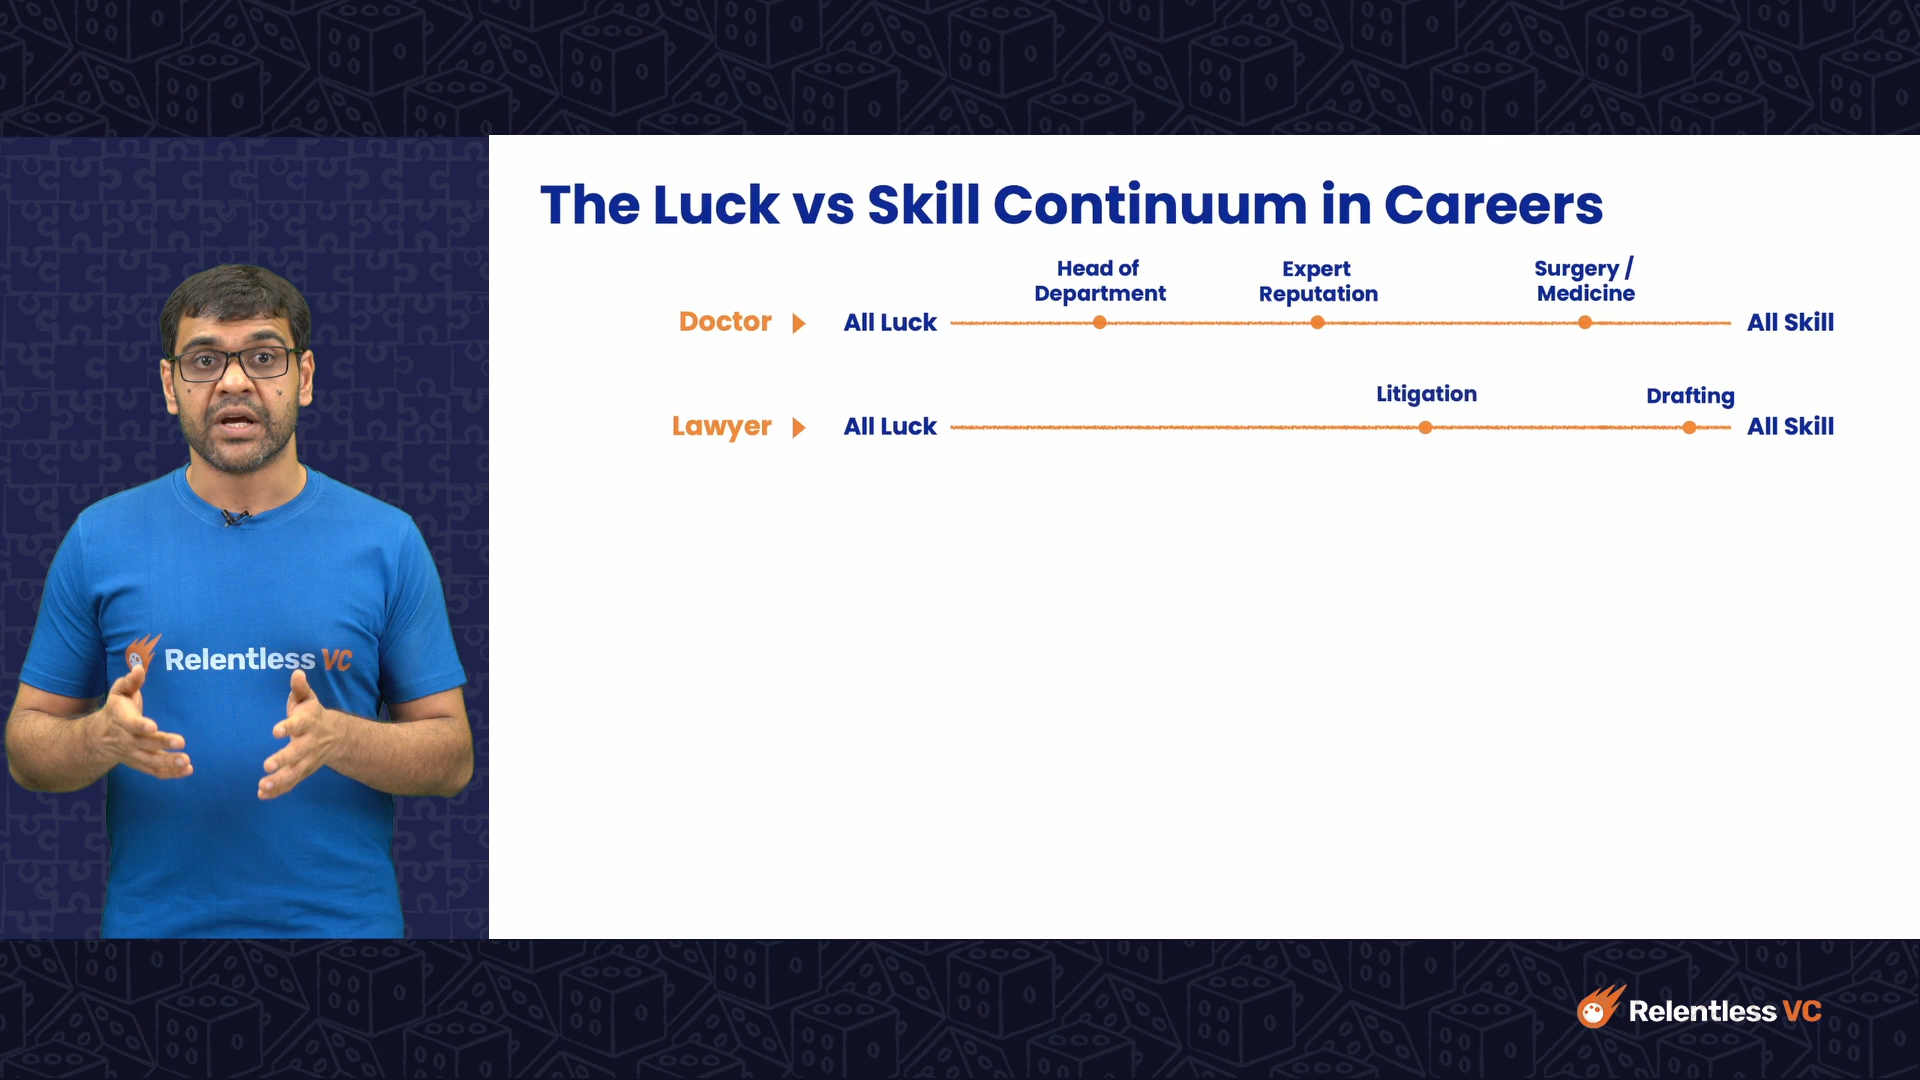 The Luck vs Skill Continuum in Careers
Head of
Department
Expert
Reputation
Surgery /
Medicine
Doctor
All Luck
All Skill
Litigation
Drafting
Lawyer
All Luck
All Skill
Relentless VC
Relentless VC